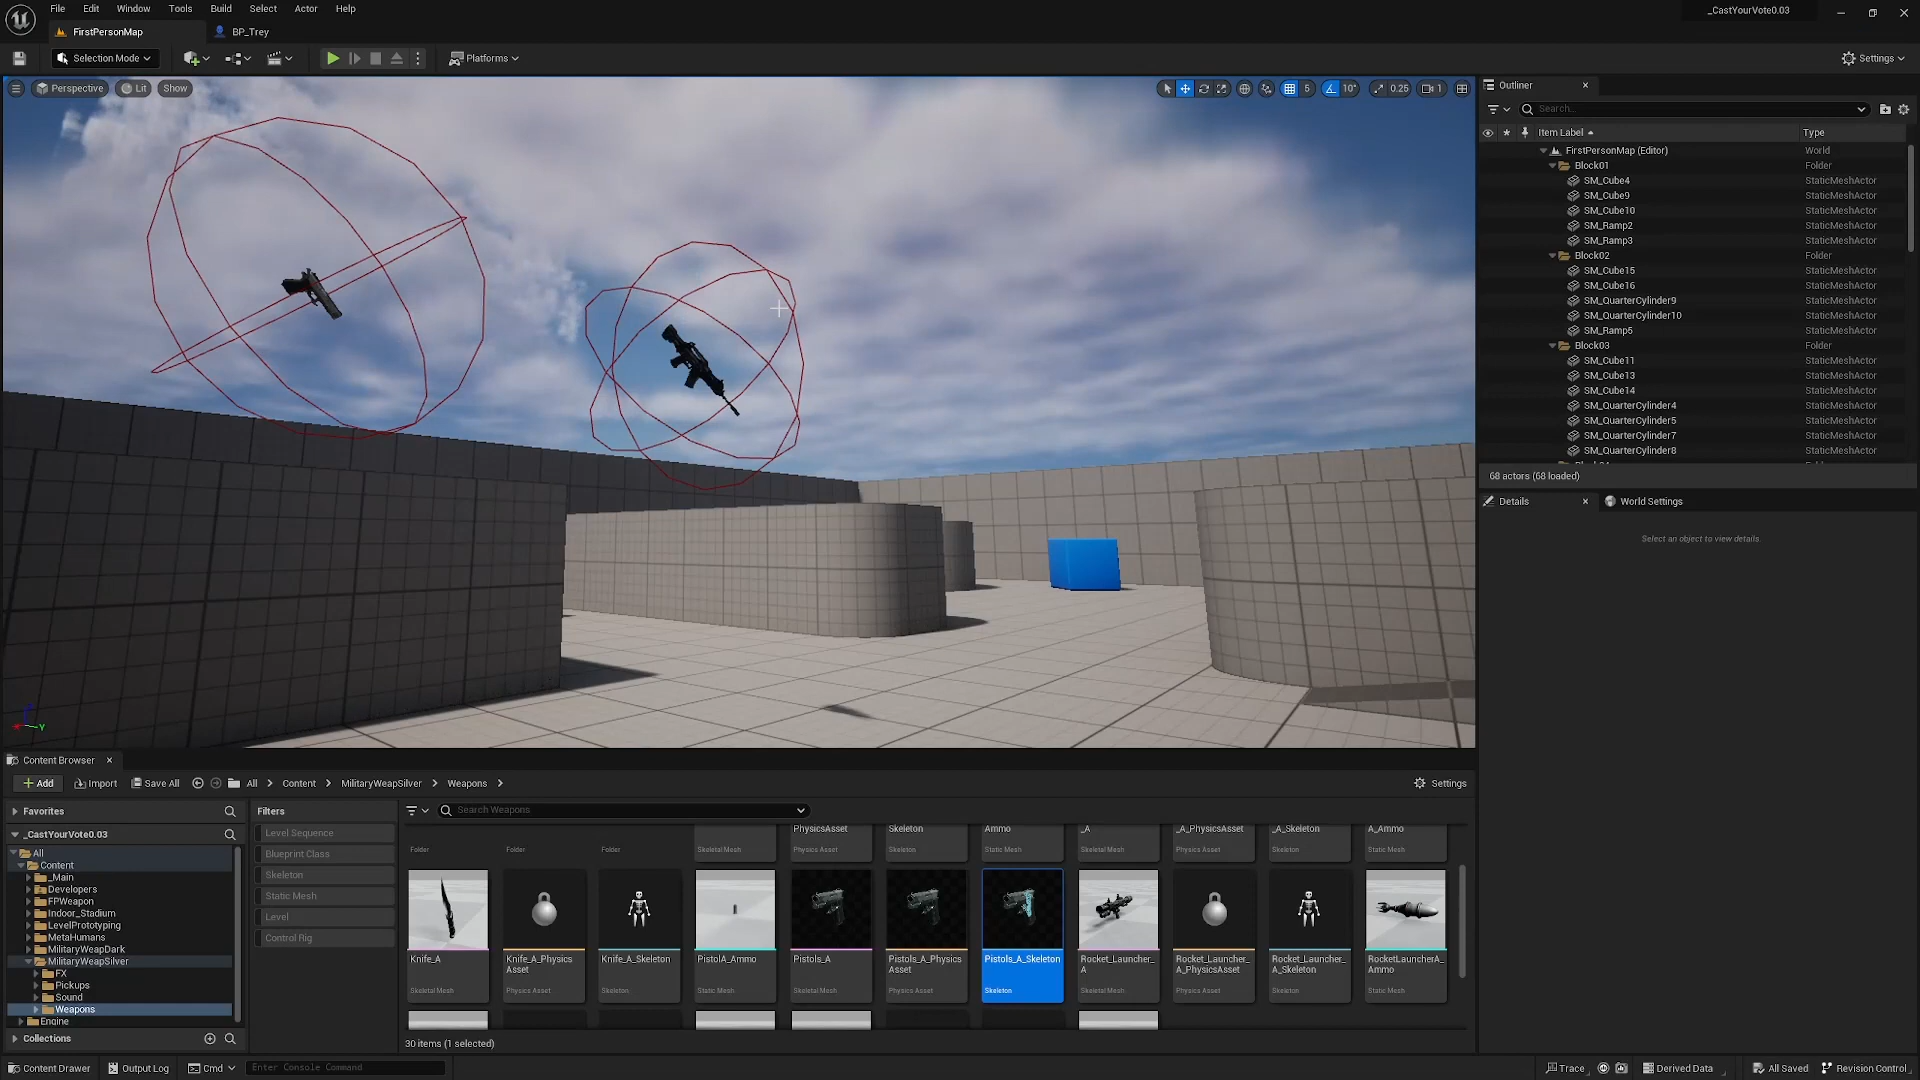 File Edit Window Tools Build Select Actor Help
_CastYourVote0.03
FirstPersonMap
BP_Trey
Selection Mode
Platforms
Settings
Perspective
Lit
Show
5
10°
0.25
1
Outliner
Search...
Item Label
Type
FirstPersonMap (Editor) World
Block01 Folder
SM_Cube4 StaticMeshActor
SM_Cube9 StaticMeshActor
SM_Cube10 StaticMeshActor
SM_Ramp2 StaticMeshActor
SM_Ramp3 StaticMeshActor
Block02 Folder
SM_Cube15 StaticMeshActor
SM_Cube16 StaticMeshActor
SM_QuarterCylinder9 StaticMeshActor
SM_QuarterCylinder10 StaticMeshActor
SM_Ramp5 StaticMeshActor
Block03 Folder
SM_Cube11 StaticMeshActor
SM_Cube13 StaticMeshActor
SM_Cube14 StaticMeshActor
SM_QuarterCylinder4 StaticMeshActor
SM_QuarterCylinder5 StaticMeshActor
SM_QuarterCylinder7 StaticMeshActor
SM_QuarterCylinder8 StaticMeshActor
68 actors (68 loaded)
Details
World Settings
Select an object to view details.
Y
Content Browser
Add
Import
Save All
All > Content > MilitaryWeapSilver > Weapons >
Settings
Favorites
_CastYourVote0.03
All
Content
_Main
Developers
FPWeapon
Indoor_Stadium
LevelPrototyping
MetaHumans
MilitaryWeapDark
MilitaryWeapSilver
FX
Pickups
Sound
Weapons
Engine
Collections
Filters
Level Sequence
Blueprint Class
Skeleton
Static Mesh
Level
Control Rig
Search Weapons
PhysicsAsset Skeleton Ammo _A _A_PhysicsAsset _A_Skeleton A_Ammo
Folder Folder Folder Skeletal Mesh Physics Asset Skeleton Static Mesh Skeletal Mesh Physics Asset Skeleton Static Mesh
Knife_A
Skeletal Mesh
Knife_A_Physics
Asset
Physics Asset
Knife_A_Skeleton
Skeleton
PistolA_Ammo
Static Mesh
Pistols_A
Skeletal Mesh
Pistols_A_Physics
Asset
Physics Asset
Pistols_A_Skeleton
Skeleton
Rocket_Launcher_
A
Skeletal Mesh
Rocket_Launcher_
A_PhysicsAsset
Physics Asset
Rocket_Launcher_
A_Skeleton
Skeleton
RocketLauncherA_
Ammo
Static Mesh
30 items (1 selected)
Content Drawer
Output Log
Cmd
Enter Console Command
Trace
Derived Data
All Saved
Revision Control